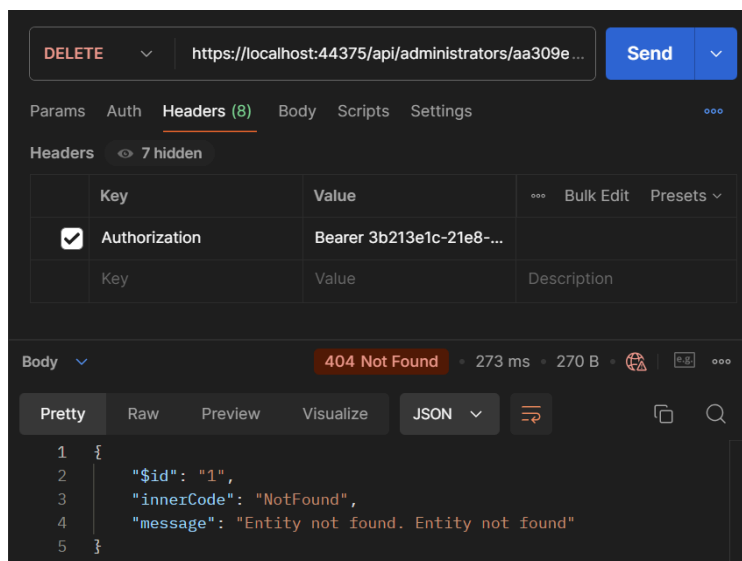 DELETE https://localhost:44375/api/administrators/aa309e... Send
Params Auth Headers (8) Body Scripts Settings
Headers 7 hidden
Key Value Bulk Edit Presets
Authorization Bearer 3b213e1c-21e8-...
Key Value Description
Body 404 Not Found 273 ms 270 B e.g.
Pretty Raw Preview Visualize JSON
1 {
2 "$id": "1",
3 "innerCode": "NotFound",
4 "message": "Entity not found. Entity not found"
5 }